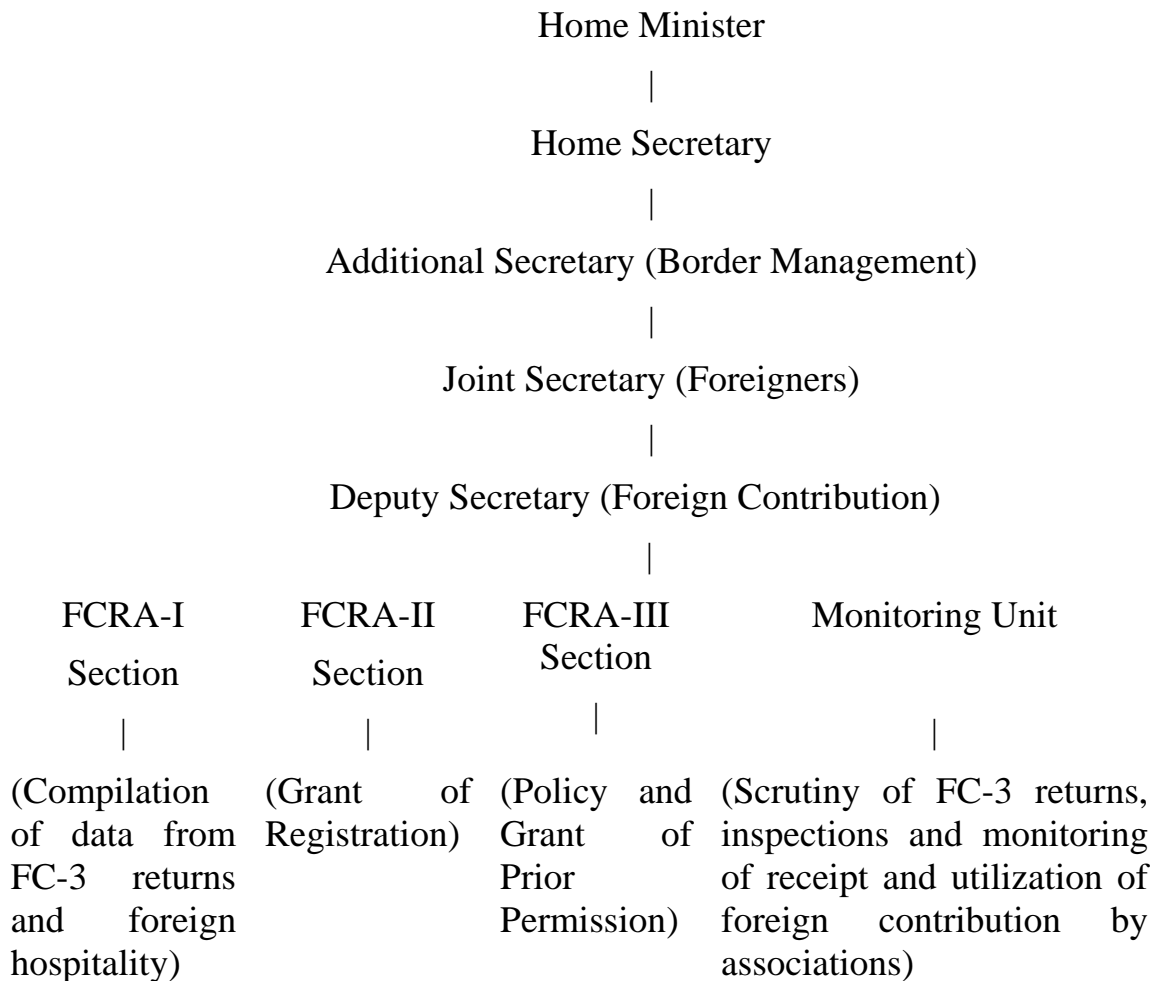 Home Minister
|
Home Secretary
|
Additional Secretary (Border Management)
|
Joint Secretary (Foreigners)
|
Deputy Secretary (Foreign Contribution)
|
FCRA-I
Section
|
(Compilation
of data from
FC-3 returns
and foreign
hospitality)
FCRA-II
Section
|
(Grant of
Registration)
FCRA-III
Section
|
(Policy and
Grant of
Prior
Permission)
Monitoring Unit
|
(Scrutiny of FC-3 returns,
inspections and monitoring
of receipt and utilization of
foreign contribution by
associations)